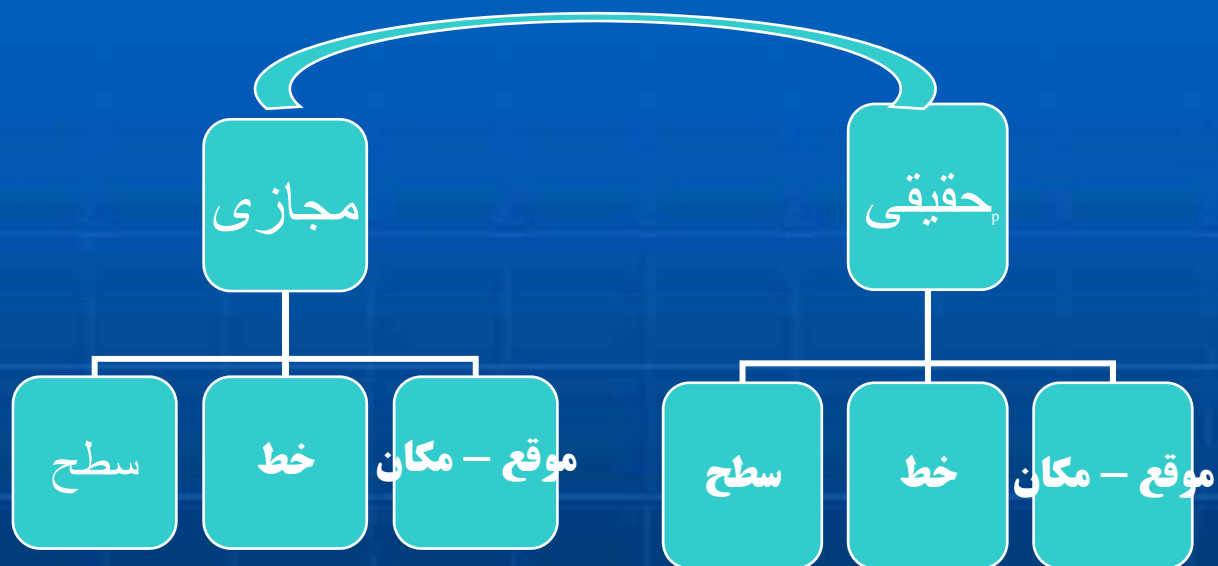 حقیقی
p
مجازی
موقع – مکان
خط
سطح
موقع – مکان
خط
سطح